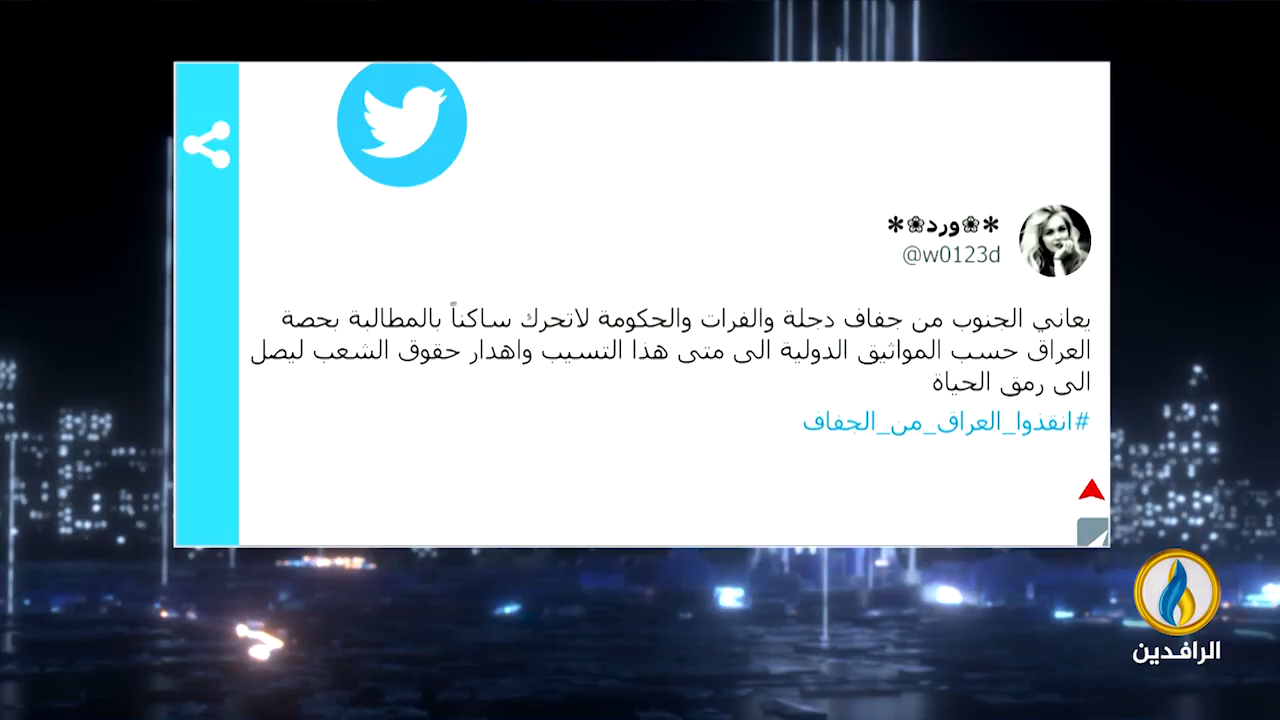 *❀ورد❀*
@w0123d
يعاني الجنوب من جفاف دجلة والفرات والحكومة لاتحرك ساكناً بالمطالبة بحصة
العراق حسب المواثيق الدولية الى متى هذا التسيب واهدار حقوق الشعب ليصل
الى رمق الحياة
#انقذوا_العراق_من_الجفاف
الرافدين